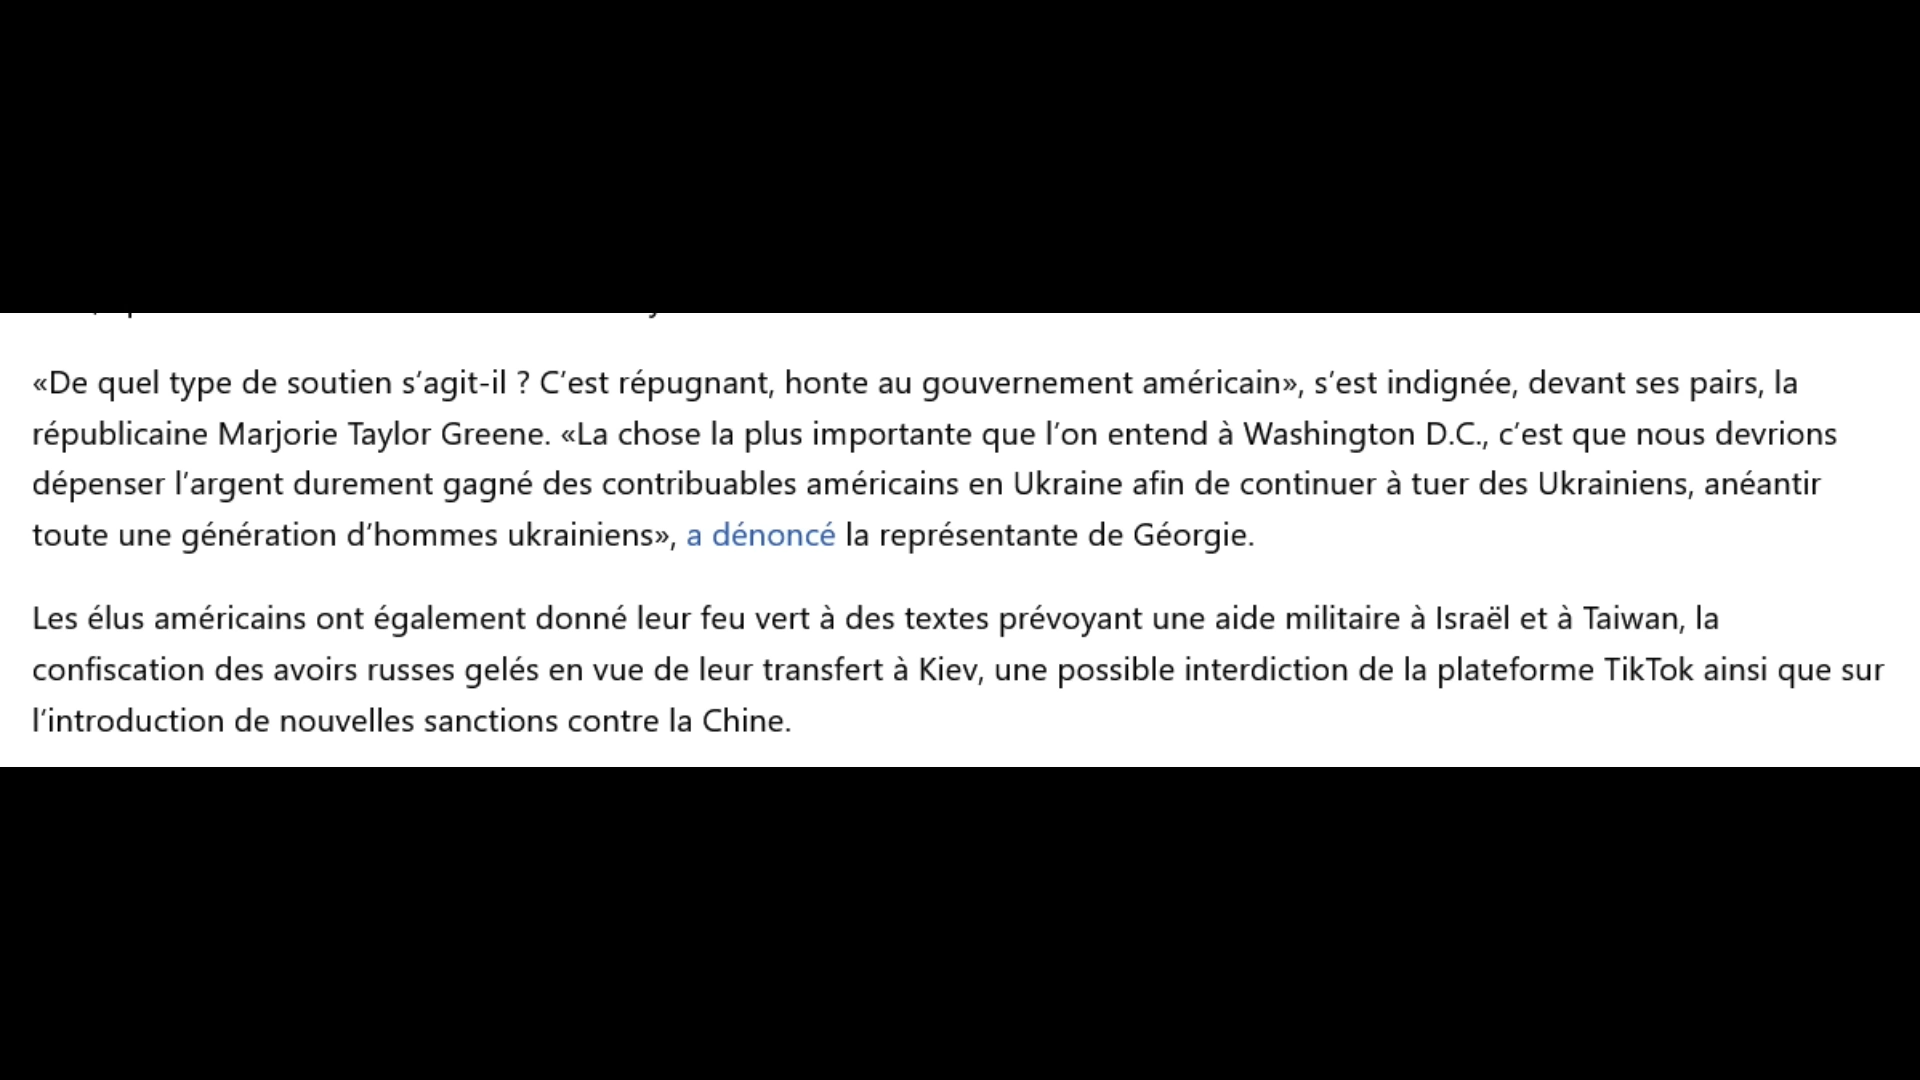 «De quel type de soutien s’agit-il ? C’est répugnant, honte au gouvernement américain», s’est indignée, devant ses pairs, la
républicaine Marjorie Taylor Greene. «La chose la plus importante que l’on entend à Washington D.C., c’est que nous devrions
dépenser l’argent durement gagné des contribuables américains en Ukraine afin de continuer à tuer des Ukrainiens, anéantir
toute une génération d’hommes ukrainiens», a dénoncé la représentante de Géorgie.
Les élus américains ont également donné leur feu vert à des textes prévoyant une aide militaire à Israël et à Taiwan, la
confiscation des avoirs russes gelés en vue de leur transfert à Kiev, une possible interdiction de la plateforme TikTok ainsi que sur
l’introduction de nouvelles sanctions contre la Chine.